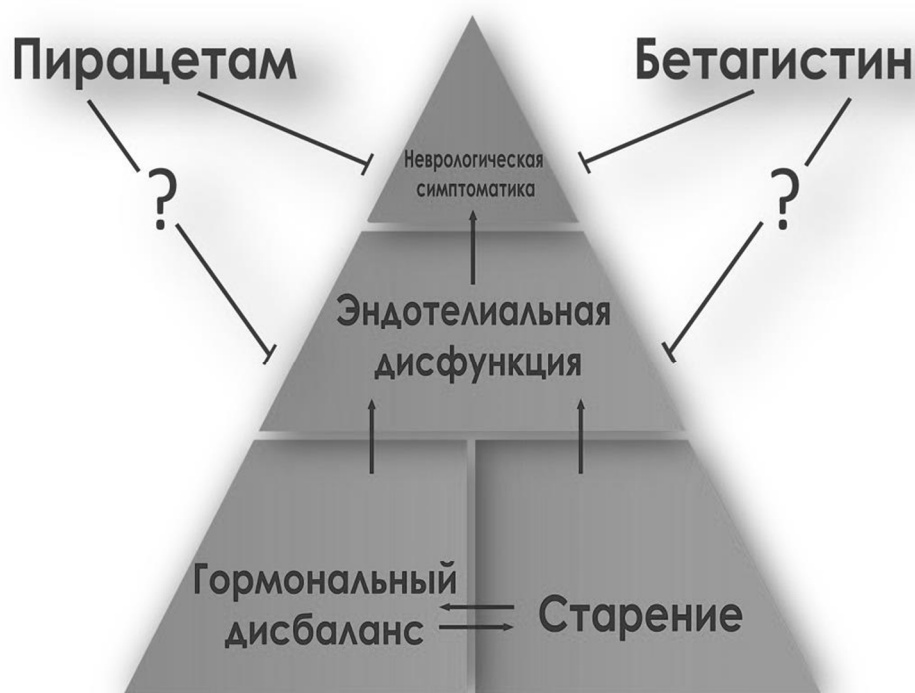 Пирацетам
Бетагистин
Неврологическая
симптоматика
?
?
Эндотелиальная
дисфункция
Гормональный
дисбаланс
Старение